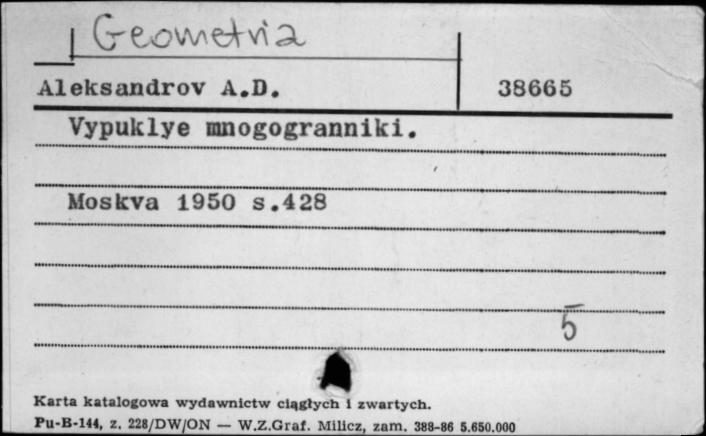 Geometria
Aleksandrov A.D. 38665
Vypuklye mnogogranniki.
Moskva 1950 s.428
5
Karta katalogowa wydawnictw ciągłych i zwartych.
Pu-B-144, z. 228/DW/ON — W.Z.Graf. Milicz, zam. 388-86 5.650.000